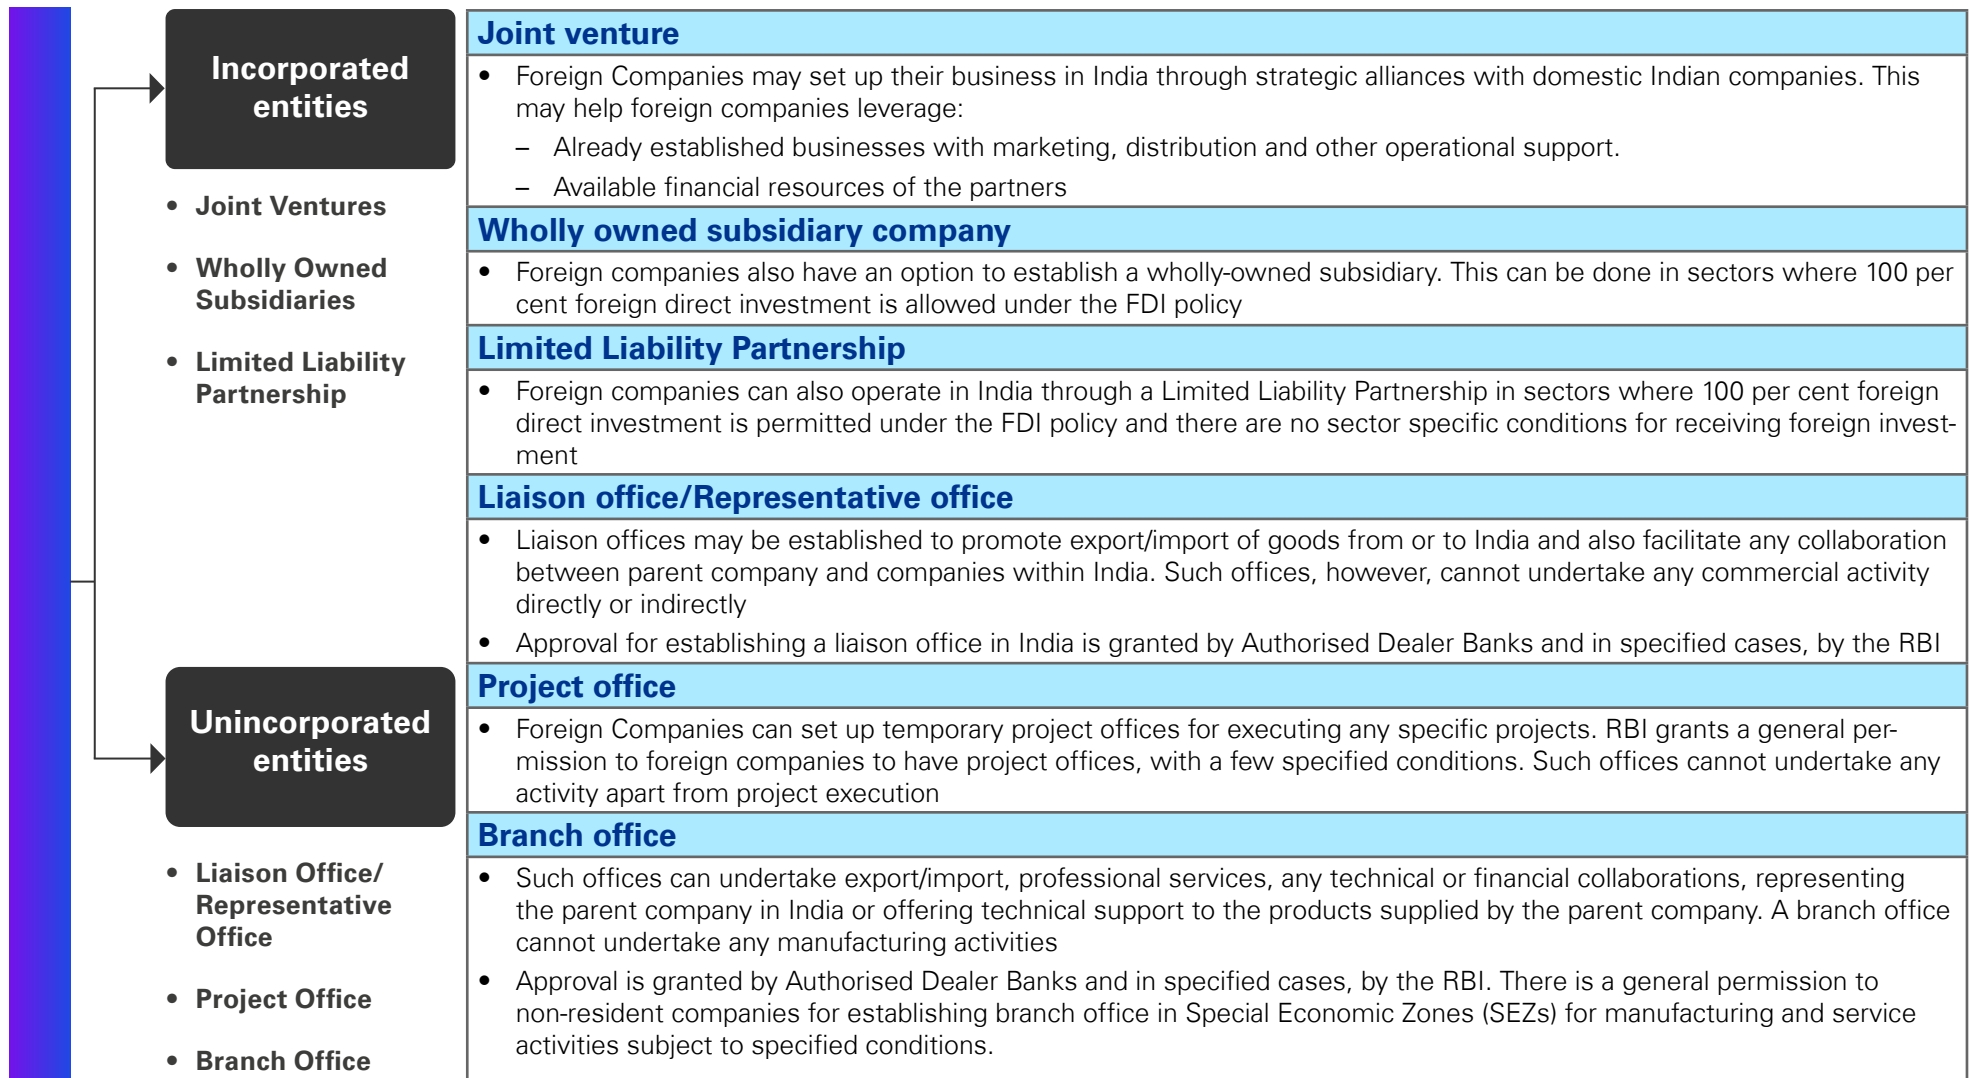 Incorporated
entities
• Joint Ventures
• Wholly Owned
Subsidiaries
• Limited Liability
Partnership
Unincorporated
entities
• Liaison Office/
Representative
Office
• Project Office
• Branch Office
Joint venture
• Foreign Companies may set up their business in India through strategic alliances with domestic Indian companies. This
may help foreign companies leverage:
– Already established businesses with marketing, distribution and other operational support.
– Available financial resources of the partners
Wholly owned subsidiary company
• Foreign companies also have an option to establish a wholly-owned subsidiary. This can be done in sectors where 100 per
cent foreign direct investment is allowed under the FDI policy
Limited Liability Partnership
• Foreign companies can also operate in India through a Limited Liability Partnership in sectors where 100 per cent foreign
direct investment is permitted under the FDI policy and there are no sector specific conditions for receiving foreign invest-
ment
Liaison office/Representative office
• Liaison offices may be established to promote export/import of goods from or to India and also facilitate any collaboration
between parent company and companies within India. Such offices, however, cannot undertake any commercial activity
directly or indirectly
• Approval for establishing a liaison office in India is granted by Authorised Dealer Banks and in specified cases, by the RBI
Project office
• Foreign Companies can set up temporary project offices for executing any specific projects. RBI grants a general per-
mission to foreign companies to have project offices, with a few specified conditions. Such offices cannot undertake any
activity apart from project execution
Branch office
• Such offices can undertake export/import, professional services, any technical or financial collaborations, representing
the parent company in India or offering technical support to the products supplied by the parent company. A branch office
cannot undertake any manufacturing activities
• Approval is granted by Authorised Dealer Banks and in specified cases, by the RBI. There is a general permission to
non-resident companies for establishing branch office in Special Economic Zones (SEZs) for manufacturing and service
activities subject to specified conditions.